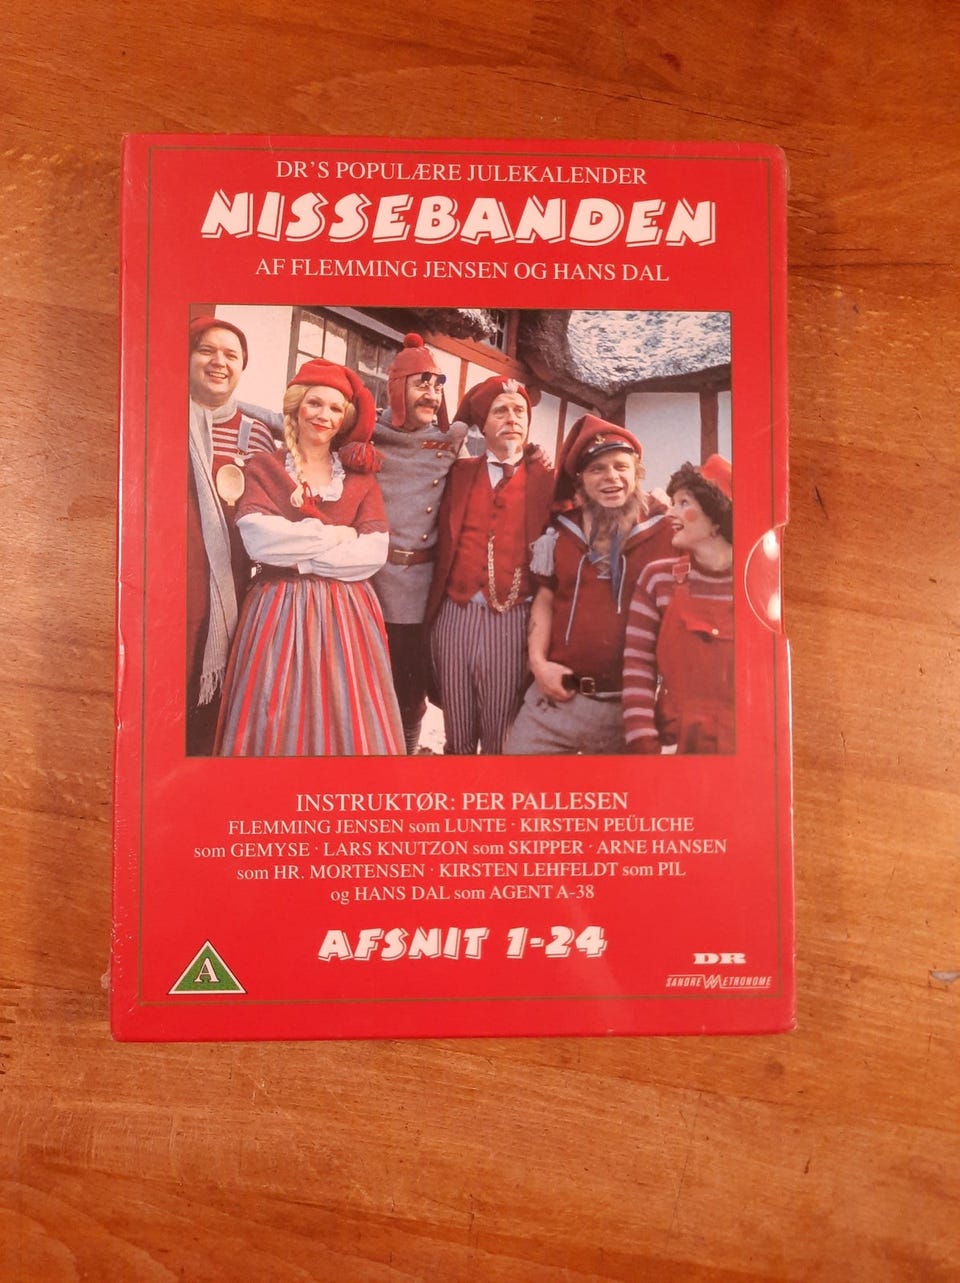 DR'S POPULÆRE JULEKALENDER
NISSEBANDEN
AF FLEMMING JENSEN OG HANS DAL
INSTRUKTØR: PER PALLESEN
FLEMMING JENSEN som LUNTE · KIRSTEN PEÜLICHE
som GEMYSE · LARS KNUTZON som SKIPPER · ARNE HANSEN
som HR. MORTENSEN · KIRSTEN LEHFELDT som PIL
og HANS DAL som AGENT A-38
AFSNIT 1-24
A
DR
SANDREW METRONOME